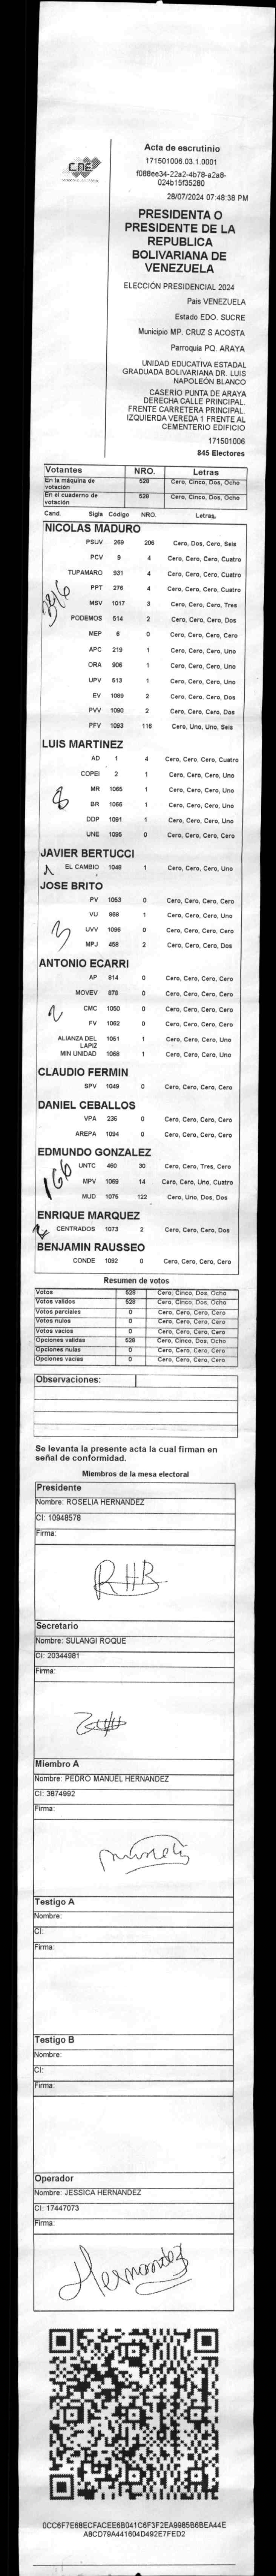 CNE
Acta de escrutinio
171501006.03.1.0001
f088ee34-22a2-4b78-a2a8-
024b15f35280
28/07/2024 07:48:38 PM
PRESIDENTA O
PRESIDENTE DE LA
REPUBLICA
BOLIVARIANA DE
VENEZUELA
ELECCIÓN PRESIDENCIAL 2024
País VENEZUELA
Estado EDO. SUCRE
Municipio MP. CRUZ S ACOSTA
Parroquia PQ. ARAYA
UNIDAD EDUCATIVA ESTADAL
GRADUADA BOLIVARIANA DR. LUIS
NAPOLEÓN BLANCO
CASERIO PUNTA DE ARAYA
DERECHA CALLE PRINCIPAL.
FRENTE CARRETERA PRINCIPAL.
IZQUIERDA VEREDA 1 FRENTE AL
CEMENTERIO EDIFICIO
171501006
845 Electores
Votantes NRO. Letras
En la máquina de votación 528 Cero, Cinco, Dos, Ocho
En el cuaderno de votación 528 Cero, Cinco, Dos, Ocho
Cand. Sigla Código NRO. Letras.
NICOLAS MADURO
PSUV 269 206 Cero, Dos, Cero, Seis
PCV 9 4 Cero, Cero, Cero, Cuatro
TUPAMARO 931 4 Cero, Cero, Cero, Cuatro
346
PPT 276 4 Cero, Cero, Cero, Cuatro
MSV 1017 3 Cero, Cero, Cero, Tres
PODEMOS 514 2 Cero, Cero, Cero, Dos
MEP 6 0 Cero, Cero, Cero, Cero
APC 219 1 Cero, Cero, Cero, Uno
ORA 906 1 Cero, Cero, Cero, Uno
UPV 513 1 Cero, Cero, Cero, Uno
EV 1089 2 Cero, Cero, Cero, Dos
PVV 1090 2 Cero, Cero, Cero, Dos
PFV 1093 116 Cero, Uno, Uno, Seis
LUIS MARTINEZ
AD 1 4 Cero, Cero, Cero, Cuatro
COPEI 2 1 Cero, Cero, Cero, Uno
8
MR 1065 1 Cero, Cero, Cero, Uno
BR 1066 1 Cero, Cero, Cero, Uno
DDP 1091 1 Cero, Cero, Cero, Uno
UNE 1095 0 Cero, Cero, Cero, Cero
JAVIER BERTUCCI
1 EL CAMBIO 1048 1 Cero, Cero, Cero, Uno
JOSE BRITO
PV 1053 0 Cero, Cero, Cero, Cero
VU 868 1 Cero, Cero, Cero, Uno
3 UVV 1096 0 Cero, Cero, Cero, Cero
MPJ 458 2 Cero, Cero, Cero, Dos
ANTONIO ECARRI
AP 814 0 Cero, Cero, Cero, Cero
MOVEV 878 0 Cero, Cero, Cero, Cero
2 CMC 1050 0 Cero, Cero, Cero, Cero
FV 1062 0 Cero, Cero, Cero, Cero
ALIANZA DEL LAPIZ 1051 1 Cero, Cero, Cero, Uno
MIN UNIDAD 1068 1 Cero, Cero, Cero, Uno
CLAUDIO FERMIN
SPV 1049 0 Cero, Cero, Cero, Cero
DANIEL CEBALLOS
VPA 236 0 Cero, Cero, Cero, Cero
AREPA 1094 0 Cero, Cero, Cero, Cero
EDMUNDO GONZALEZ
166
UNTC 460 30 Cero, Cero, Tres, Cero
MPV 1069 14 Cero, Cero, Uno, Cuatro
MUD 1075 122 Cero, Uno, Dos, Dos
ENRIQUE MARQUEZ
2 CENTRADOS 1073 2 Cero, Cero, Cero, Dos
BENJAMIN RAUSSEO
CONDE 1092 0 Cero, Cero, Cero, Cero
Resumen de votos
Votos 528 Cero, Cinco, Dos, Ocho
Votos validos 528 Cero, Cinco, Dos, Ocho
Votos parciales 0 Cero, Cero, Cero, Cero
Votos nulos 0 Cero, Cero, Cero, Cero
Votos vacíos 0 Cero, Cero, Cero, Cero
Opciones validas 528 Cero, Cinco, Dos, Ocho
Opciones nulas 0 Cero, Cero, Cero, Cero
Opciones vacías 0 Cero, Cero, Cero, Cero
Observaciones:
Se levanta la presente acta la cual firman en
señal de conformidad.
Miembros de la mesa electoral
Presidente
Nombre: ROSELIA HERNANDEZ
CI: 10948578
Firma:
RHB
Secretario
Nombre: SULANGI ROQUE
CI: 20344981
Firma:
Miembro A
Nombre: PEDRO MANUEL HERNANDEZ
CI: 3874992
Firma:
Testigo A
Nombre:
CI:
Firma:
Testigo B
Nombre:
CI:
Firma:
Operador
Nombre: JESSICA HERNANDEZ
CI: 17447073
Firma:
Hernandez
0CC6F7E68ECFACEE6B041C6F3F2EA9985B6BEA44E
A8CD79A441604D492E7FED2